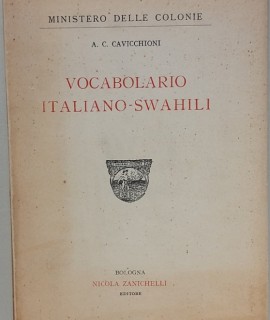 MINISTERO DELLE COLONIE
A. C. CAVICCHIONI
VOCABOLARIO
ITALIANO-SWAHILI
BOLOGNA
NICOLA ZANICHELLI
EDITORE